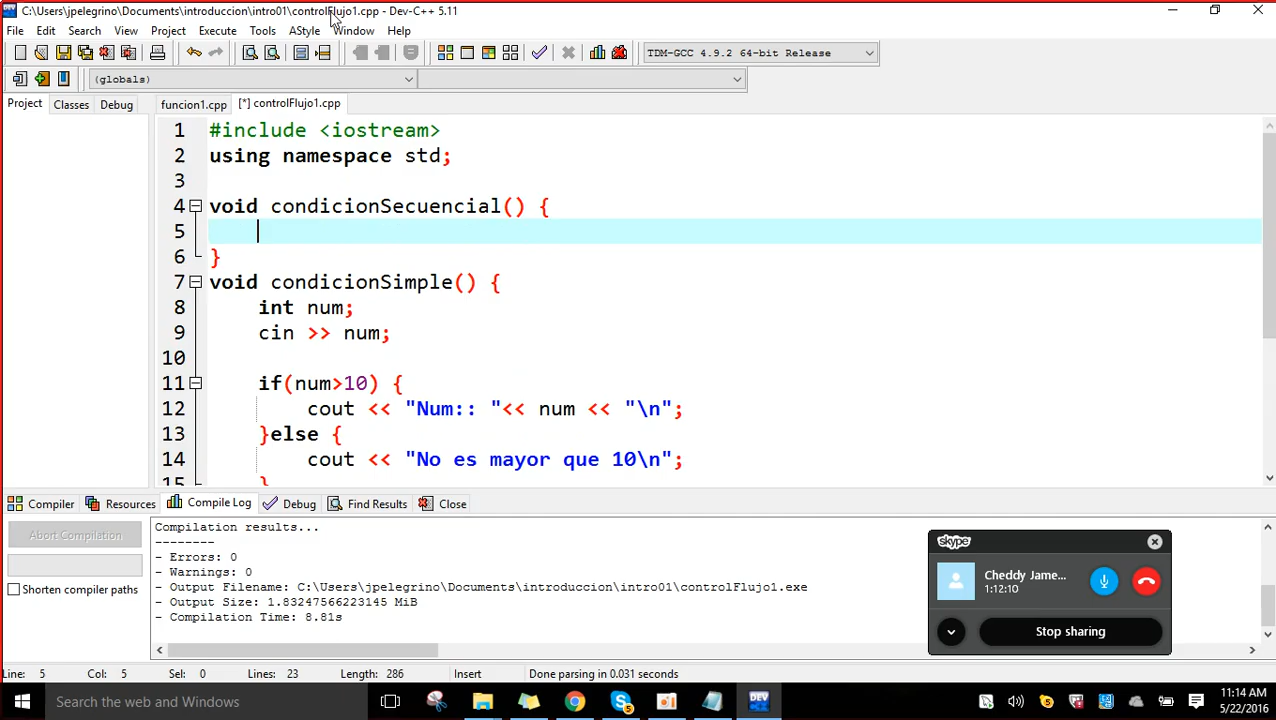 C:\Users\jpelegrino\Documents\introduccion\intro01\controlFlujo1.cpp - Dev-C++ 5.11
File Edit Search View Project Execute Tools AStyle Window Help
TDM-GCC 4.9.2 64-bit Release
(globals)
Project Classes Debug funcion1.cpp [*] controlFlujo1.cpp
1 #include <iostream>
2 using namespace std;
3
4 void condicionSecuencial() {
5
6 }
7 void condicionSimple() {
8 int num;
9 cin >> num;
10
11 if(num>10) {
12 cout << "Num:: "<< num << "\n";
13 }else {
14 cout << "No es mayor que 10\n";
15 }
Compiler Resources Compile Log Debug Find Results Close
Abort Compilation
Shorten compiler paths
Compilation results...
--------
- Errors: 0
- Warnings: 0
- Output Filename: C:\Users\jpelegrino\Documents\introduccion\intro01\controlFlujo1.exe
- Output Size: 1.83247566223145 MiB
- Compilation Time: 8.81s
skype
Cheddy Jame...
1:12:10
Stop sharing
Line: 5 Col: 5 Sel: 0 Lines: 23 Length: 286 Insert Done parsing in 0.031 seconds
Search the web and Windows
DEV
11:14 AM
5/22/2016